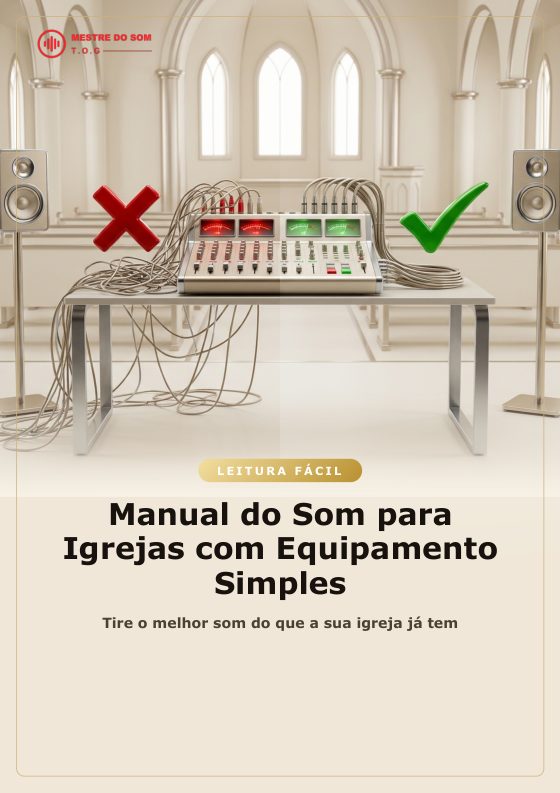 MESTRE DO SOM
T.O.G
LEITURA FÁCIL
Manual do Som para
Igrejas com Equipamento
Simples
Tire o melhor som do que a sua igreja já tem